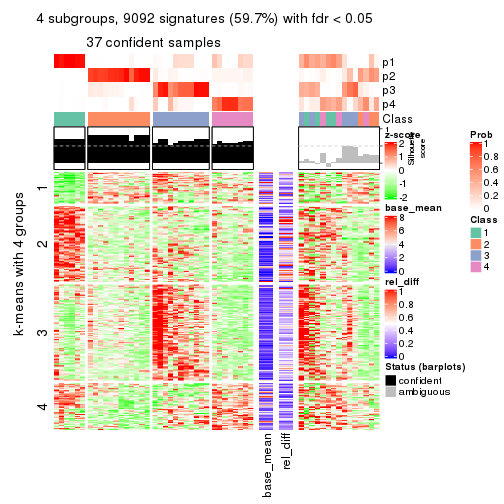 4 subgroups, 9092 signatures (59.7%) with fdr < 0.05
37 confident samples
p1
p2
p3
p4
Class
1
Silhouette
score
z-score
2
1
0
-1
-2
base_mean
8
6
4
2
0
rel_diff
1
0.8
0.6
0.4
0.2
0
Status (barplots)
confident
ambiguous
Prob
1
0.8
0.6
0.4
0.2
0
Class
1
2
3
4
k-means with 4 groups
1
2
3
4
base_mean
rel_diff